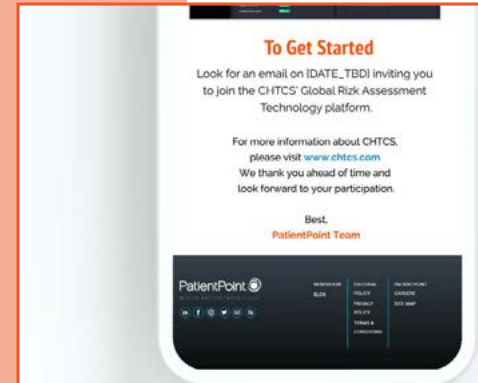 To Get Started
Look for an email on [DATE_TBD] inviting you
to join the CHTCS' Global Rizk Assessment
Technology platform.
For more information about CHTCS,
please visit www.chtcs.com
We thank you ahead of time and
look forward to your participation.
Best,
PatientPoint Team
PatientPoint
NEWSROOM
BLOG
EDITORIAL
POLICY
PRIVACY
POLICY
TERMS &
CONDITIONS
PATIENTPOINT
CAREERS
SITE MAP